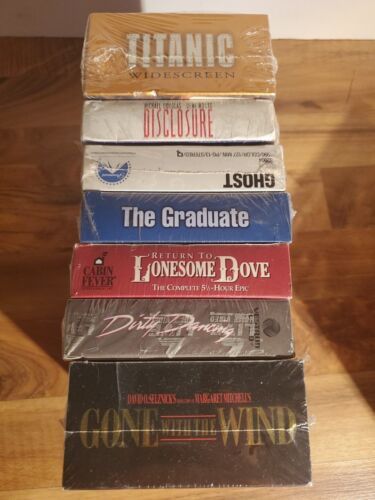 TITANIC
WIDESCREEN
MICHAEL DOUGLAS DEMI MOORE
DISCLOSURE
GHOST
The Graduate
CABIN
FEVER
RETURN TO
LONESOME DOVE
THE COMPLETE 5½-HOUR EPIC
Dirty Dancing
DAVID O. SELZNICK'S
MARGARET MITCHELL'S
GONE WITH THE WIND